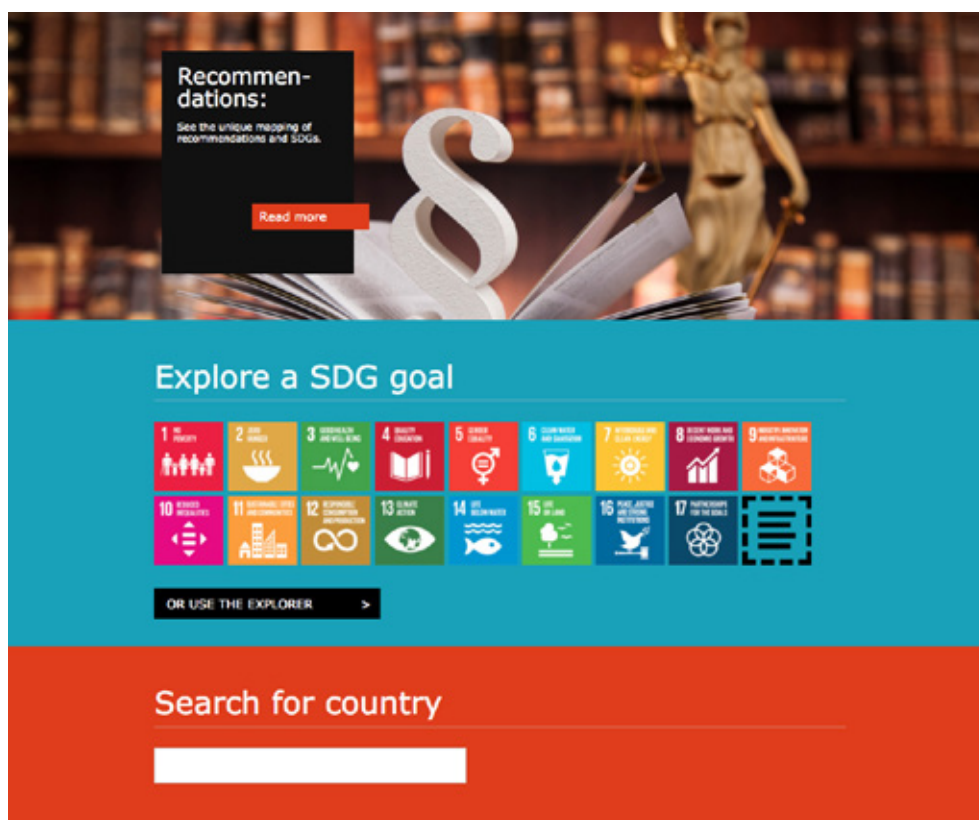 Recommen-
dations:
See the unique mapping of
recommendations and SDGs.
Read more
§
Explore a SDG goal
1 NO
POVERTY
2 ZERO
HUNGER
3 GOOD HEALTH
AND WELL-BEING
4 QUALITY
EDUCATION
5 GENDER
EQUALITY
6 CLEAN WATER
AND SANITATION
7 AFFORDABLE AND
CLEAN ENERGY
8 DECENT WORK AND
ECONOMIC GROWTH
9 INDUSTRY, INNOVATION
AND INFRASTRUCTURE
10 REDUCED
INEQUALITIES
11 SUSTAINABLE CITIES
AND COMMUNITIES
12 RESPONSIBLE
CONSUMPTION
AND PRODUCTION
13 CLIMATE
ACTION
14 LIFE
BELOW WATER
15 LIFE
ON LAND
16 PEACE, JUSTICE
AND STRONG
INSTITUTIONS
17 PARTNERSHIPS
FOR THE GOALS
OR USE THE EXPLORER >
Search for country